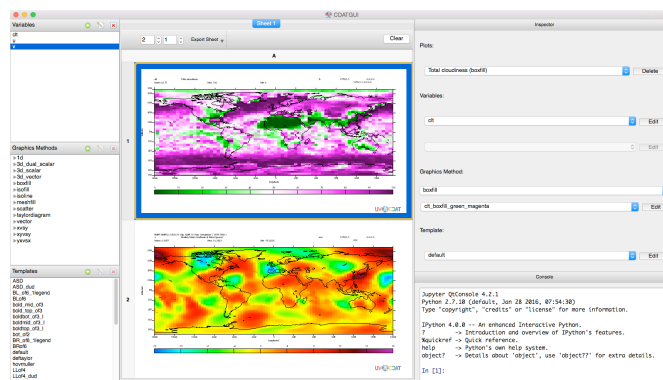 CDATGUI
Variables
clt
u
v
Graphics Methods
1d
3d_dual_scalar
3d_scalar
3d_vector
boxfill
isofill
isoline
meshfill
scatter
taylordiagram
vector
xvsy
xyvsy
yxvsx
Templates
ASD
ASD_dud
BL_of6_1legend
BLof6
bold_mid_of3
bold_top_of3
boldbot_of3_l
boldmid_of3_l
boldtop_of3_l
bot_of2
BR_of6_1legend
BRof6
default
deftaylor
hovmuller
LLof4
LLof4_dud
Sheet 1
2
1
Export Sheet
Clear
A
1
Total cloudiness
UV-CDAT
2
UV-CDAT
Inspector
Plots:
Total cloudiness (boxfill)
Delete
Variables:
clt
Edit
Edit
Graphics Method:
boxfill
clt_boxfill_green_magenta
Edit
Template:
default
Edit
Console
Jupyter QtConsole 4.2.1
Python 2.7.10 (default, Jan 28 2016, 07:54:30)
Type "copyright", "credits" or "license" for more information.
IPython 4.0.0 -- An enhanced Interactive Python.
? -> Introduction and overview of IPython's features.
%quickref -> Quick reference.
help -> Python's own help system.
object? -> Details about 'object', use 'object??' for extra details.
In [1]: